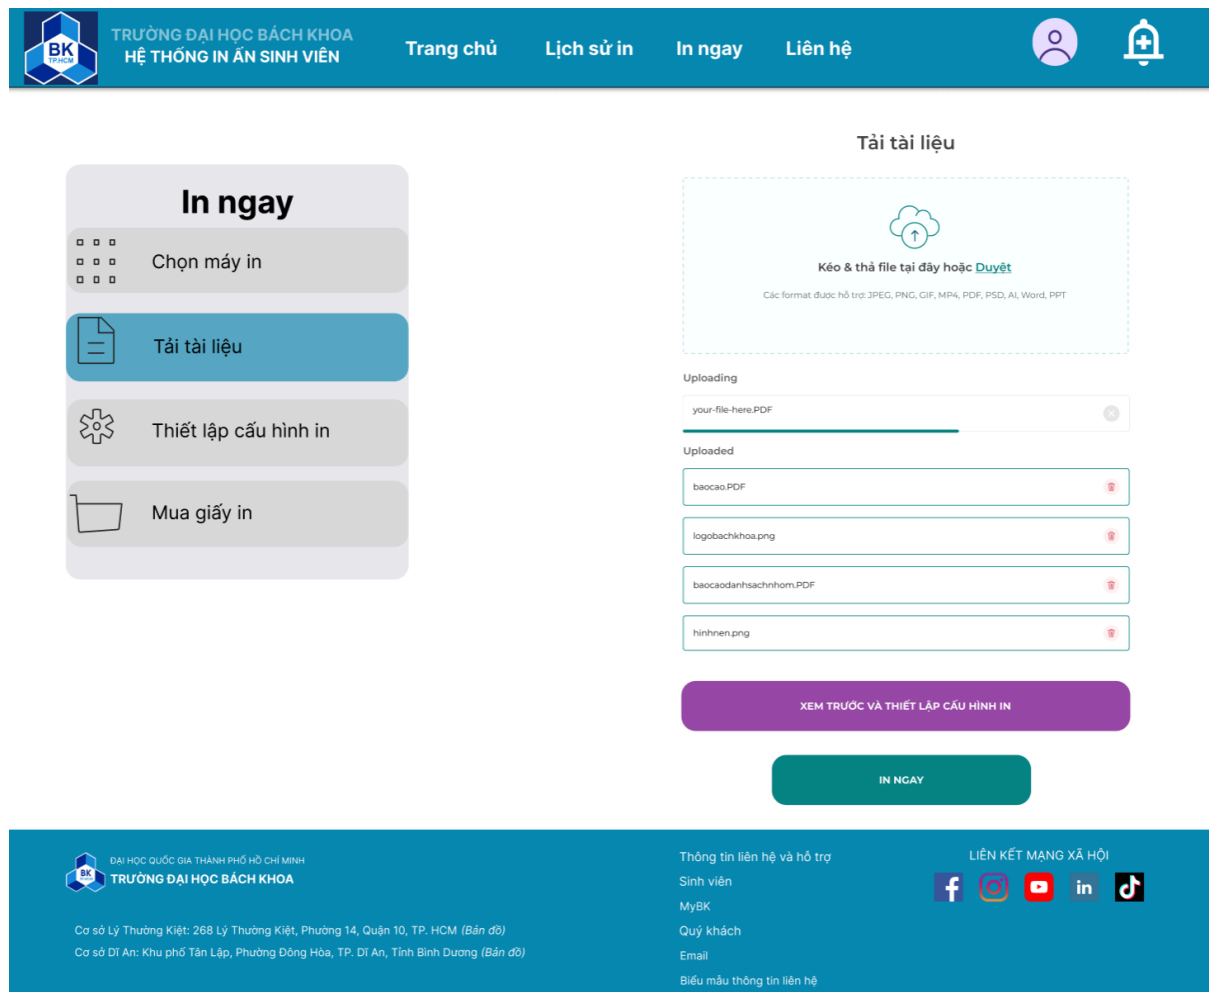 BK
TP.HCM
TRƯỜNG ĐẠI HỌC BÁCH KHOA
HỆ THỐNG IN ẤN SINH VIÊN
Trang chủ
Lịch sử in
In ngay
Liên hệ
In ngay
Chọn máy in
Tải tài liệu
Thiết lập cấu hình in
Mua giấy in
Tải tài liệu
Kéo & thả file tại đây hoặc Duyệt
Các format được hỗ trợ: JPEG, PNG, GIF, MP4, PDF, PSD, AI, Word, PPT
Uploading
your-file-here.PDF
Uploaded
baocao.PDF
logobachkhoa.png
baocaodanhsachnhom.PDF
hinhnen.png
XEM TRƯỚC VÀ THIẾT LẬP CẤU HÌNH IN
IN NGAY
BK
ĐẠI HỌC QUỐC GIA THÀNH PHỐ HỒ CHÍ MINH
TRƯỜNG ĐẠI HỌC BÁCH KHOA
Cơ sở Lý Thường Kiệt: 268 Lý Thường Kiệt, Phường 14, Quận 10, TP. HCM (Bản đồ)
Cơ sở Dĩ An: Khu phố Tân Lập, Phường Đông Hòa, TP. Dĩ An, Tỉnh Bình Dương (Bản đồ)
Thông tin liên hệ và hỗ trợ
Sinh viên
MyBK
Quý khách
Email
Biểu mẫu thông tin liên hệ
LIÊN KẾT MẠNG XÃ HỘI